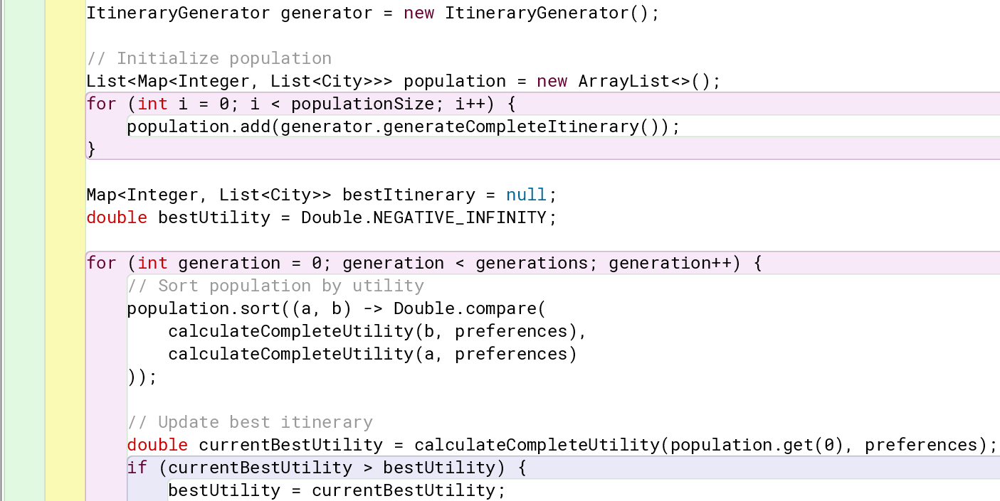 ItineraryGenerator generator = new ItineraryGenerator();
// Initialize population
List<Map<Integer, List<City>>> population = new ArrayList<>();
for (int i = 0; i < populationSize; i++) {
population.add(generator.generateCompleteItinerary());
}
Map<Integer, List<City>> bestItinerary = null;
double bestUtility = Double.NEGATIVE_INFINITY;
for (int generation = 0; generation < generations; generation++) {
// Sort population by utility
population.sort((a, b) -> Double.compare(
calculateCompleteUtility(b, preferences),
calculateCompleteUtility(a, preferences)
));
// Update best itinerary
double currentBestUtility = calculateCompleteUtility(population.get(0), preferences);
if (currentBestUtility > bestUtility) {
bestUtility = currentBestUtility;